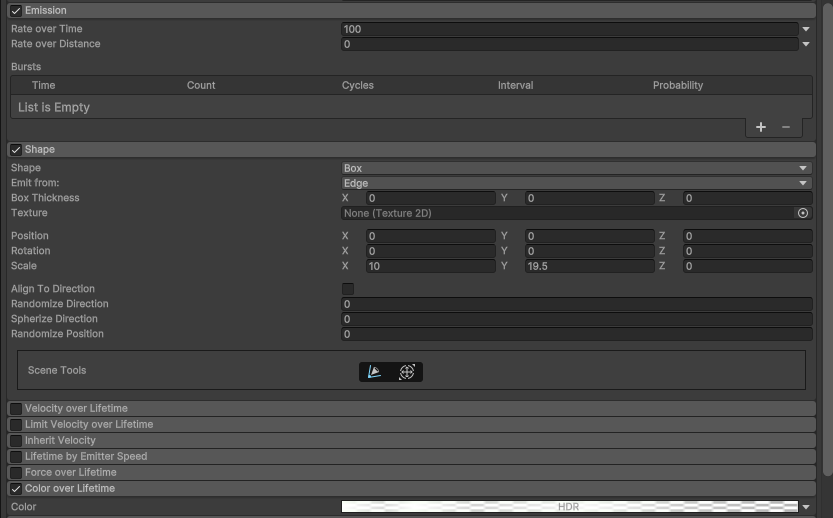 Emission
Rate over Time 100
Rate over Distance 0
Bursts
Time Count Cycles Interval Probability
List is Empty
+ −
Shape
Shape Box
Emit from: Edge
Box Thickness X 0 Y 0 Z 0
Texture None (Texture 2D)
Position X 0 Y 0 Z 0
Rotation X 0 Y 0 Z 0
Scale X 10 Y 19.5 Z 0
Align To Direction
Randomize Direction 0
Spherize Direction 0
Randomize Position 0
Scene Tools
Velocity over Lifetime
Limit Velocity over Lifetime
Inherit Velocity
Lifetime by Emitter Speed
Force over Lifetime
Color over Lifetime
Color HDR